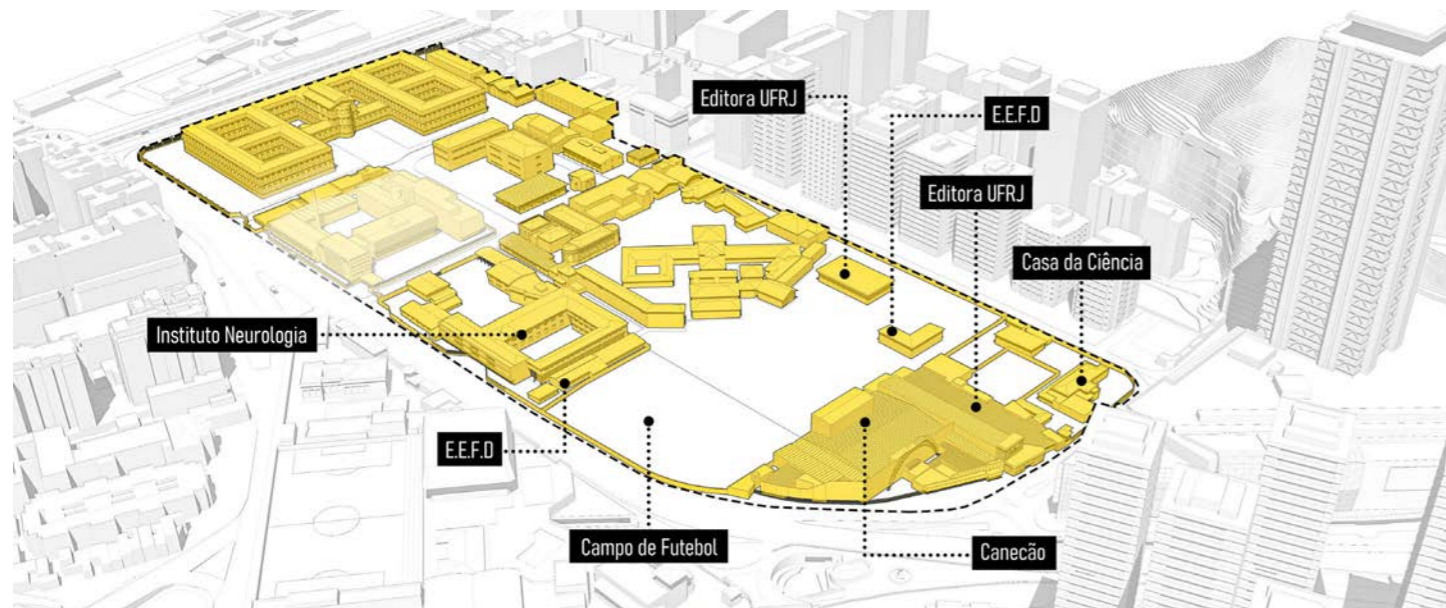 Editora UFRJ
E.E.F.D
Editora UFRJ
Casa da Ciência
Instituto Neurologia
E.E.F.D
Campo de Futebol
Canecão